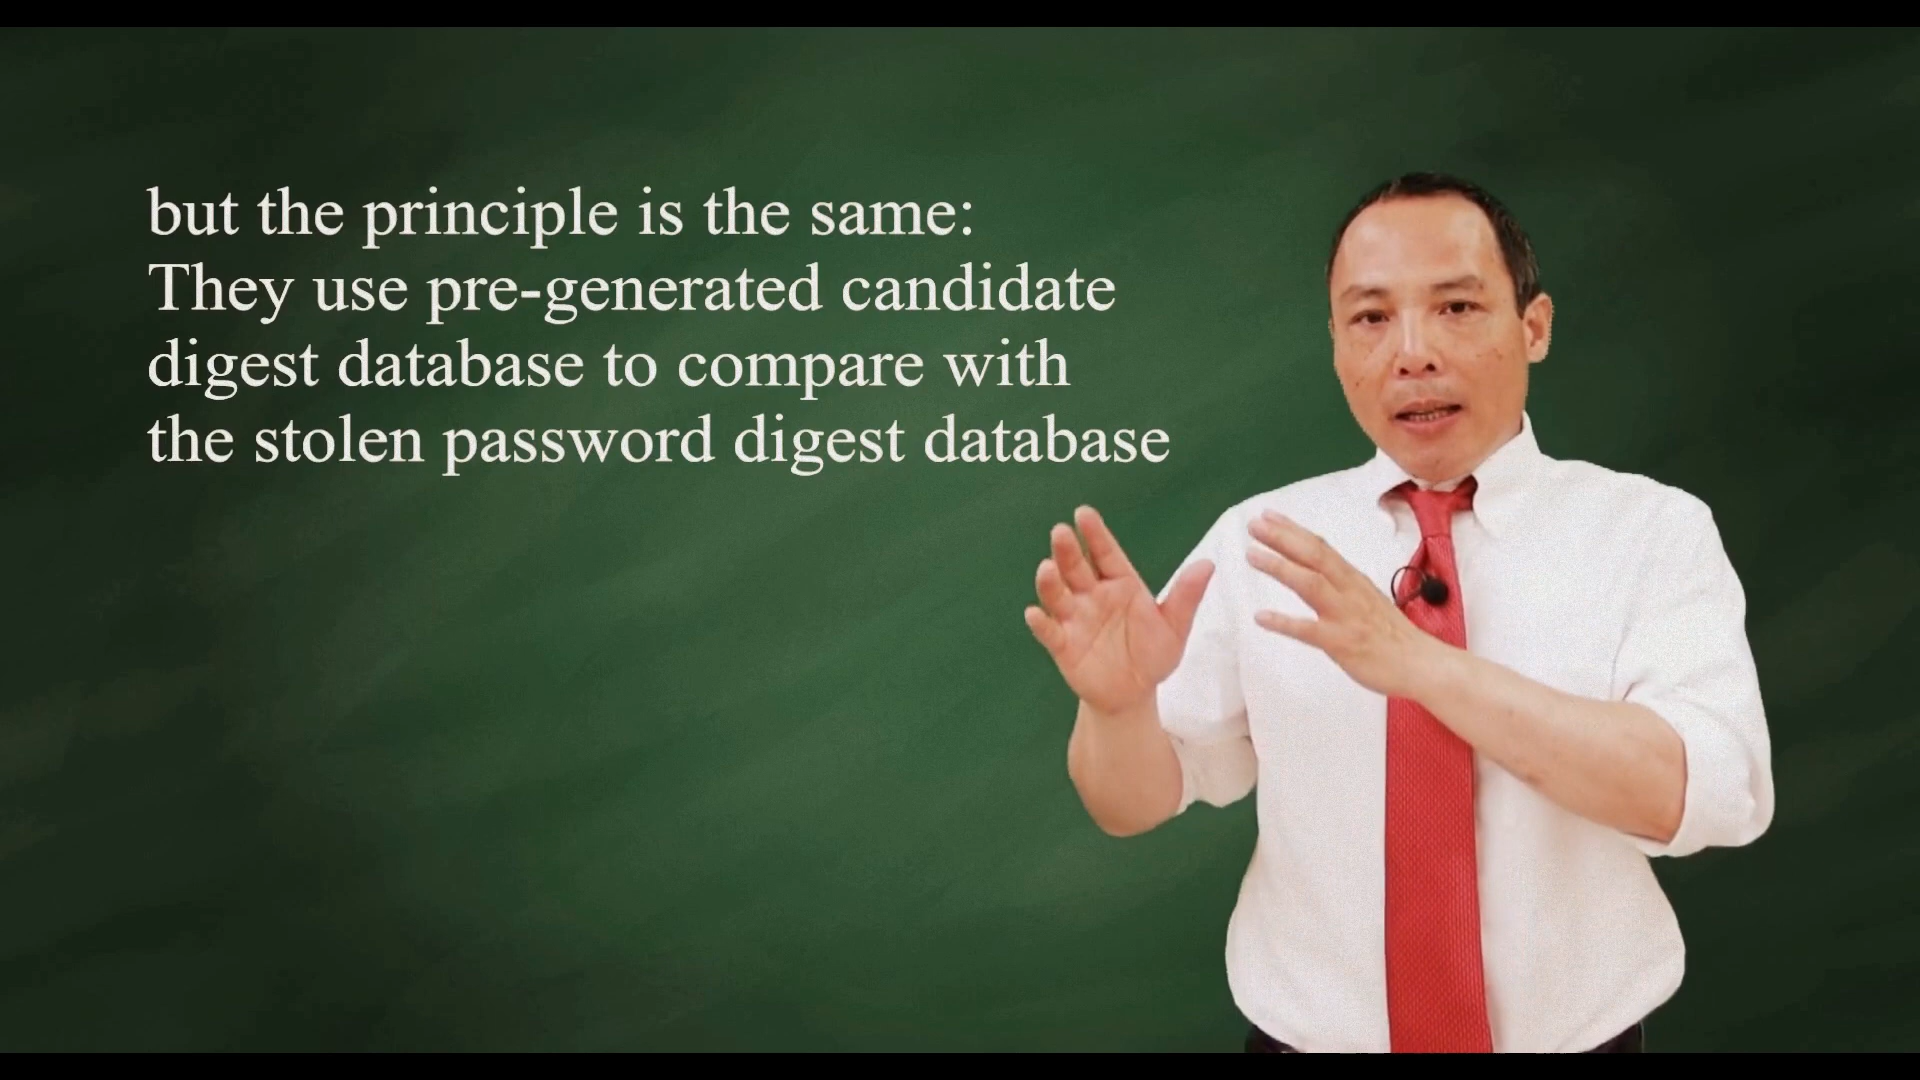 but the principle is the same:
They use pre-generated candidate
digest database to compare with
the stolen password digest database